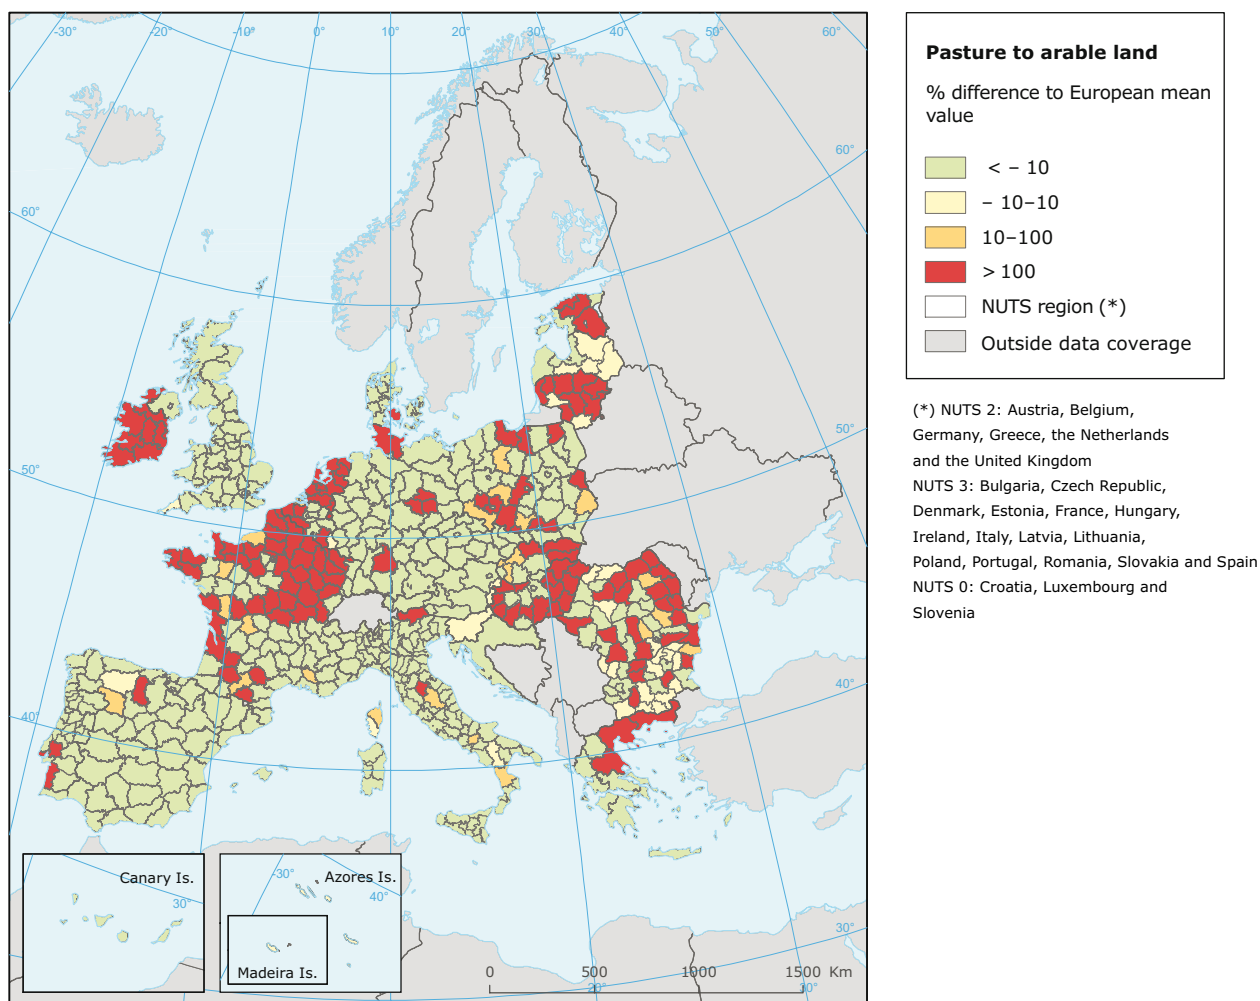 -30°
-20°
-10°
0°
10°
20°
30°
40°
50°
60°
60°
60°
50°
50°
40°
40°
30°
20°
30°
Canary Is.
30°
Azores Is.
-30°
40°
Madeira Is.
0 500 1000 1500 Km
Pasture to arable land
% difference to European mean
value
< – 10
– 10–10
10–100
> 100
NUTS region (*)
Outside data coverage
(*) NUTS 2: Austria, Belgium,
Germany, Greece, the Netherlands
and the United Kingdom
NUTS 3: Bulgaria, Czech Republic,
Denmark, Estonia, France, Hungary,
Ireland, Italy, Latvia, Lithuania,
Poland, Portugal, Romania, Slovakia and Spain
NUTS 0: Croatia, Luxembourg and
Slovenia